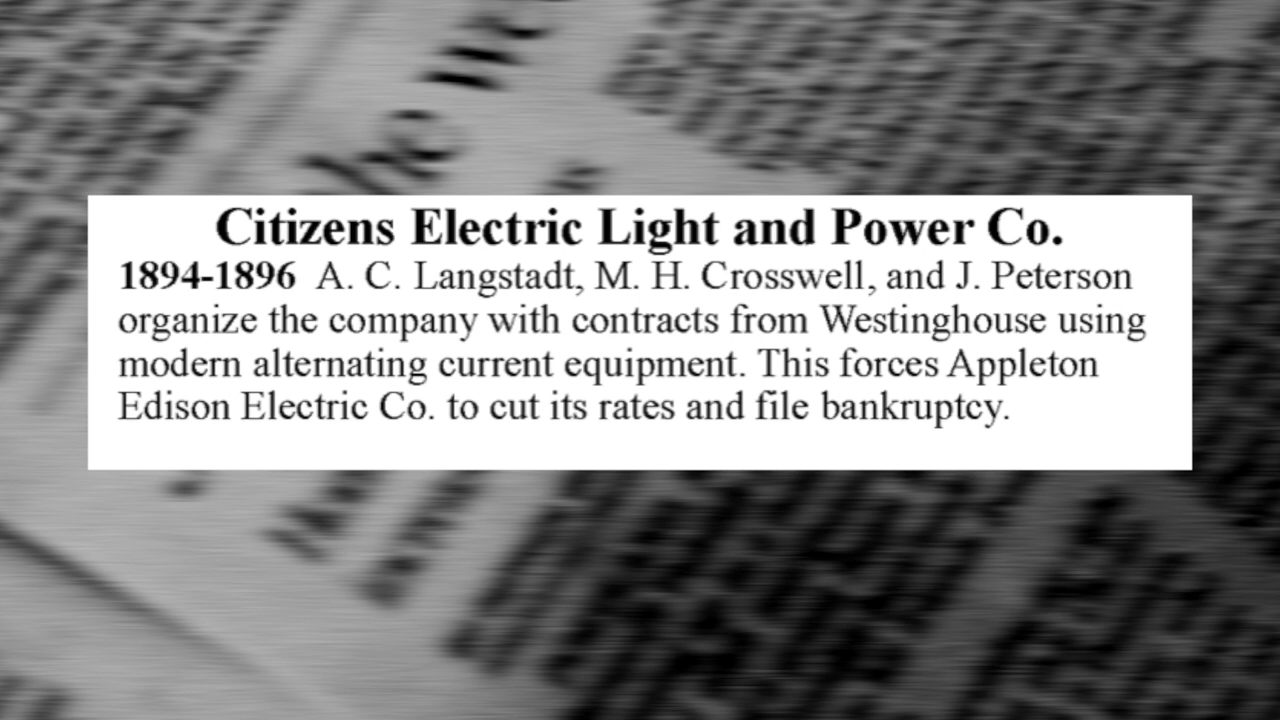 Citizens Electric Light and Power Co.
1894-1896 A. C. Langstadt, M. H. Crosswell, and J. Peterson
organize the company with contracts from Westinghouse using
modern alternating current equipment. This forces Appleton
Edison Electric Co. to cut its rates and file bankruptcy.